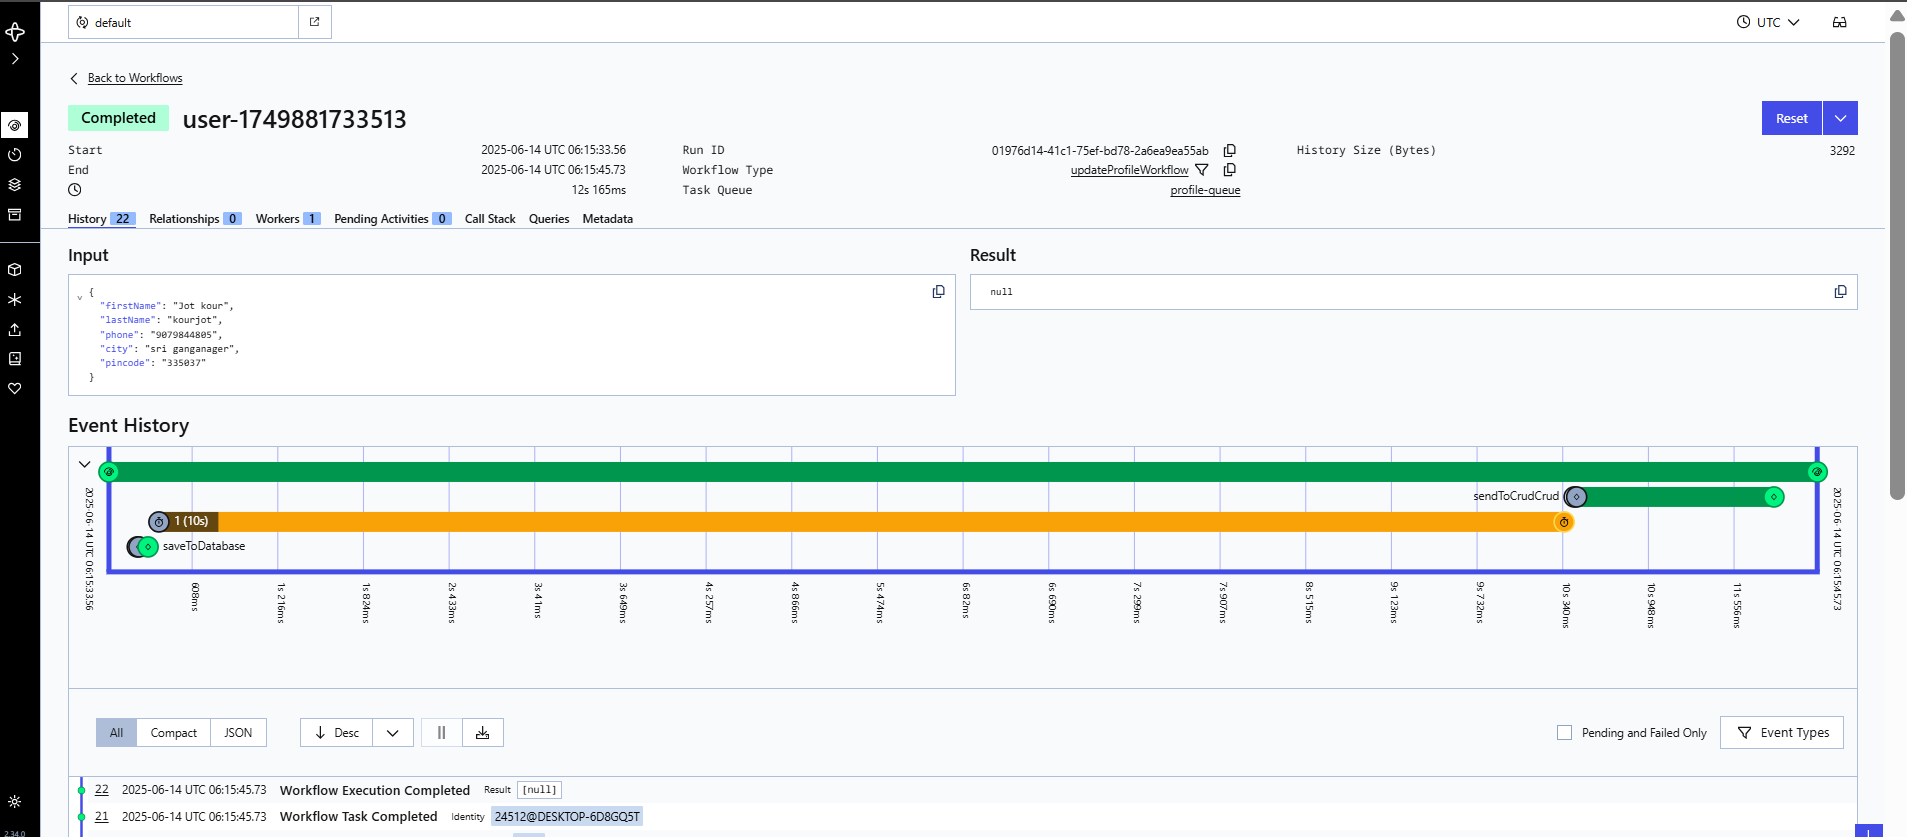 default
UTC
Back to Workflows
Completed user-1749881733513
Reset
Start 2025-06-14 UTC 06:15:33.56 Run ID 01976d14-41c1-75ef-bd78-2a6ea9ea55ab History Size (Bytes) 3292
End 2025-06-14 UTC 06:15:45.73 Workflow Type updateProfileWorkflow
12s 165ms Task Queue profile-queue
History 22 Relationships 0 Workers 1 Pending Activities 0 Call Stack Queries Metadata
Input
Result
{
"firstName": "Jot kour",
"lastName": "kourjot",
"phone": "9079844805",
"city": "sri ganganager",
"pincode": "335037"
}
null
Event History
sendToCrudCrud
1 (10s)
saveToDatabase
2025-06-14 UTC 06:15:33.56
608ms
1s 216ms
1s 824ms
2s 433ms
3s 41ms
3s 649ms
4s 257ms
4s 866ms
5s 474ms
6s 82ms
6s 690ms
7s 299ms
7s 907ms
8s 515ms
9s 123ms
9s 732ms
10s 340ms
10s 948ms
11s 556ms
2025-06-14 UTC 06:15:45.73
All Compact JSON Desc
Pending and Failed Only Event Types
22 2025-06-14 UTC 06:15:45.73 Workflow Execution Completed Result [null]
21 2025-06-14 UTC 06:15:45.73 Workflow Task Completed Identity 24512@DESKTOP-6D8GQ5T
2.34.0